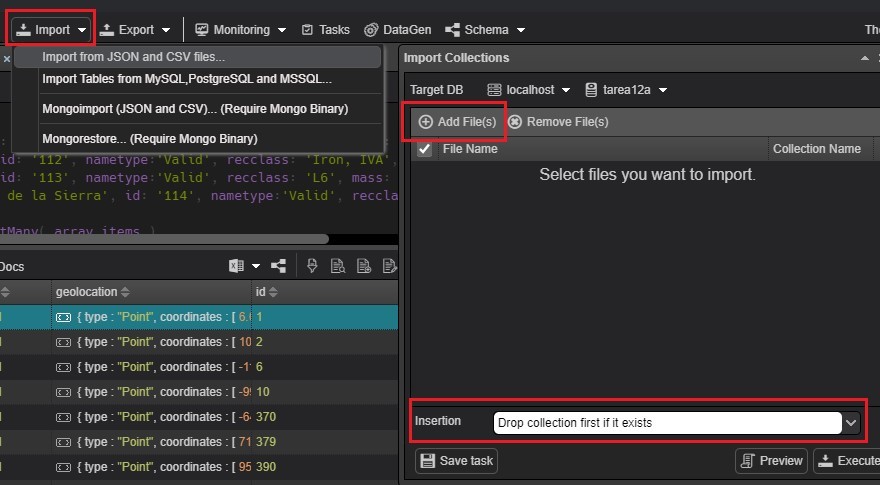 Import Export Monitoring Tasks DataGen Schema The
Import from JSON and CSV files...
Import Tables from MySQL,PostgreSQL and MSSQL...
Mongoimport (JSON and CSV)... (Require Mongo Binary)
Mongorestore... (Require Mongo Binary)
id: '112', nametype:'Valid', recclass: 'Iron, IVA',
id: '113', nametype:'Valid', recclass: 'L6', mass:
de la Sierra', id: '114', nametype:'Valid', reccla
tMany( array_items )
Docs
geolocation id
{ type : "Point", coordinates : [ 6. 1
{ type : "Point", coordinates : [ 10 2
{ type : "Point", coordinates : [ -1 6
{ type : "Point", coordinates : [ -9 10
{ type : "Point", coordinates : [ -6 370
{ type : "Point", coordinates : [ 71 379
{ type : "Point", coordinates : [ 95 390
Import Collections
Target DB localhost tarea12a
Add File(s) Remove File(s)
File Name Collection Name
Select files you want to import.
Insertion Drop collection first if it exists
Save task Preview Execute